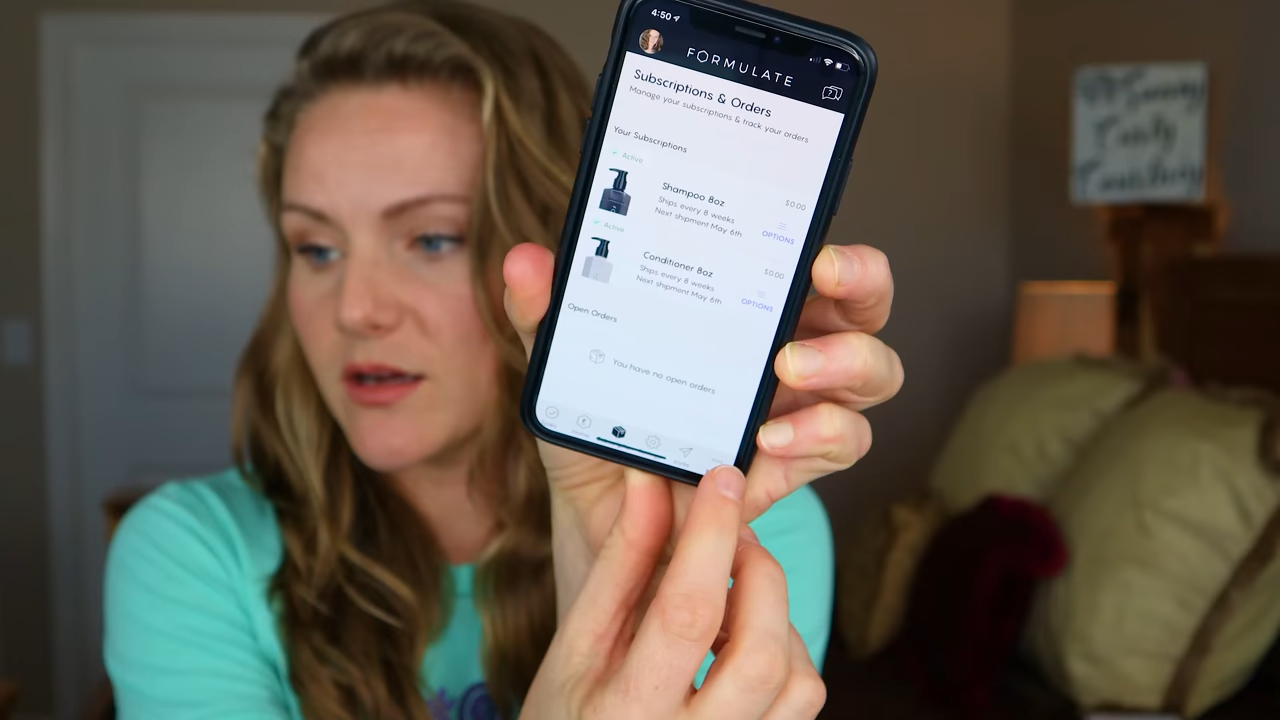 4:50
FORMULATE
Subscriptions & Orders
Manage your subscriptions & track your orders
Your Subscriptions
Active
Shampoo 8oz
$0.00
Ships every 8 weeks
Next shipment May 6th
OPTIONS
Active
Conditioner 8oz
$0.00
Ships every 8 weeks
Next shipment May 6th
OPTIONS
Open Orders
You have no open orders